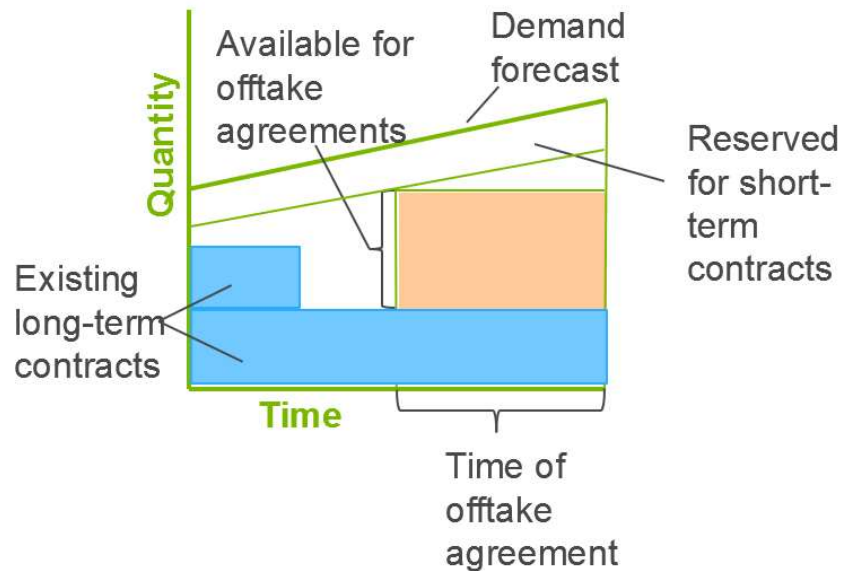 Available for
offtake
agreements
Demand
forecast
Quantity
Reserved
for short-
term
contracts
Existing
long-term
contracts
Time
Time of
offtake
agreement